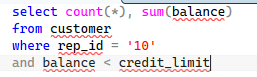 select count(*), sum(balance)
from customer
where rep_id = '10'
and balance < credit_limit